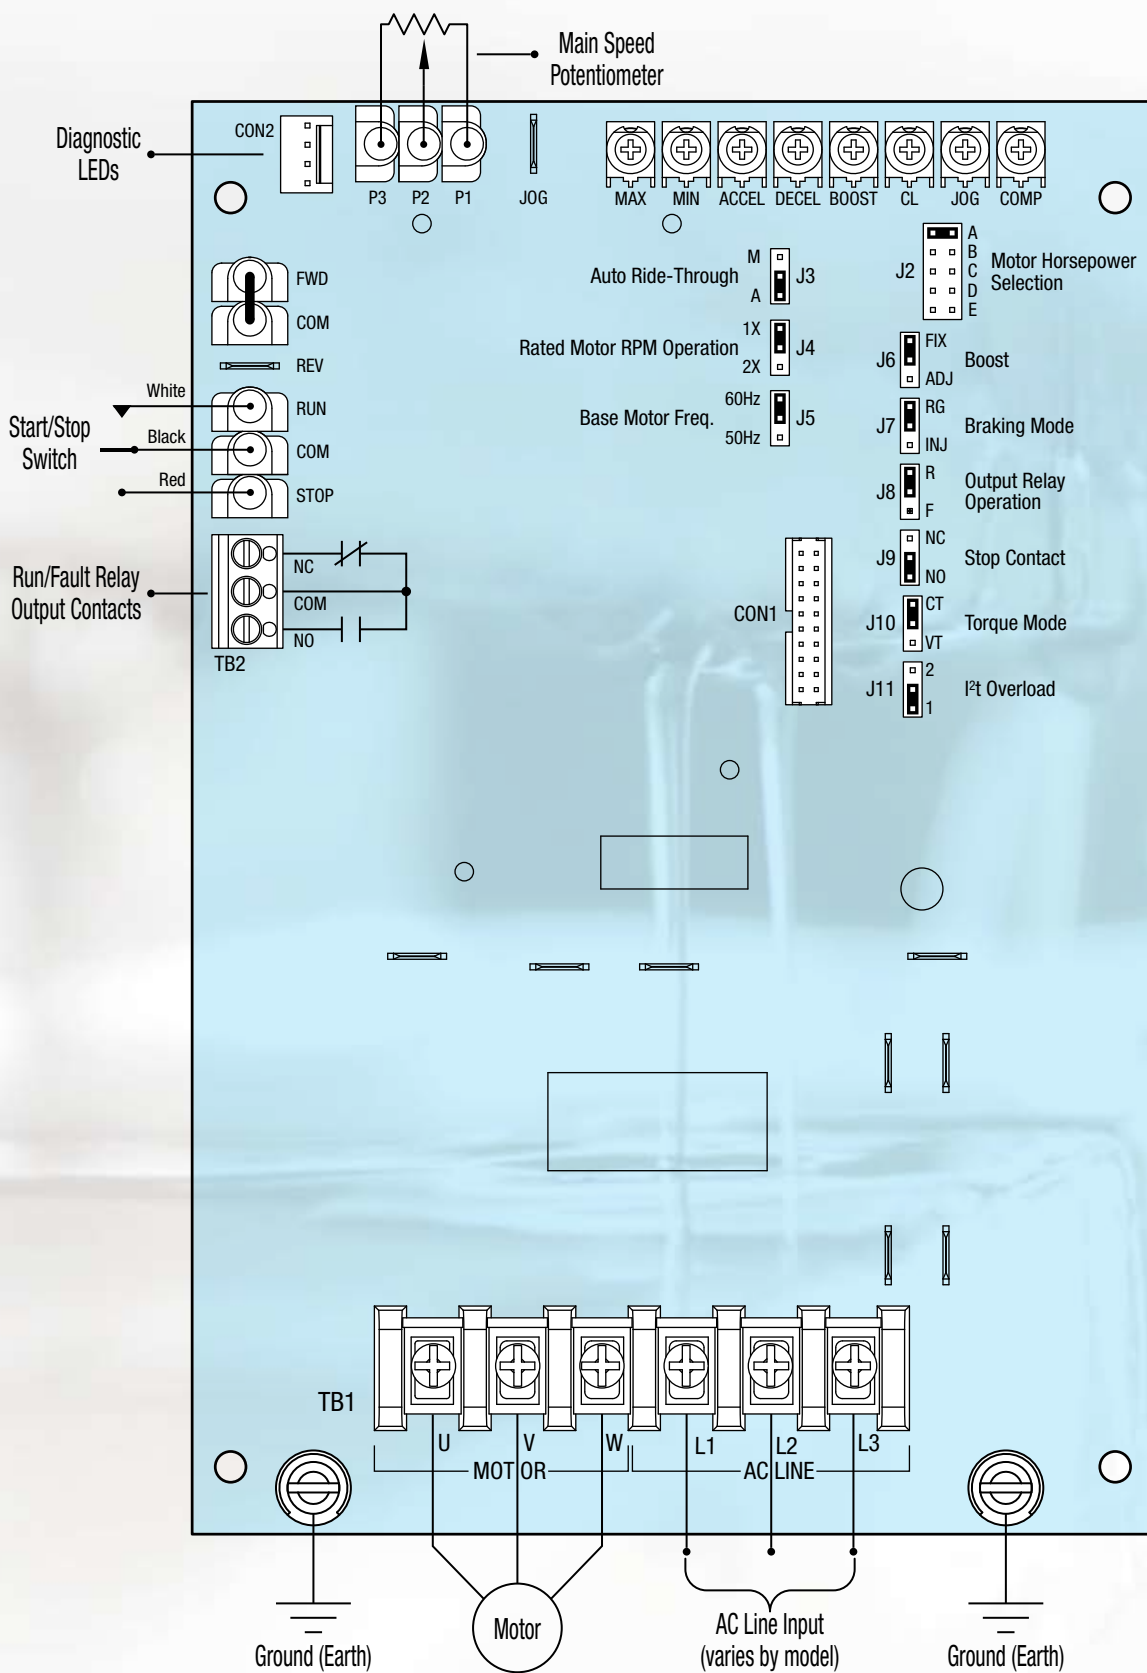 Main Speed
Potentiometer
Diagnostic
LEDs
CON2
P3 P2 P1 JOG
MAX MIN ACCEL DECEL BOOST CL JOG COMP
FWD
COM
REV
White
RUN
Start/Stop
Switch
Black
COM
Red
STOP
Run/Fault Relay
Output Contacts
NC
COM
NO
TB2
Auto Ride-Through
M
A
J3
Rated Motor RPM Operation
1X
2X
J4
Base Motor Freq.
60Hz
50Hz
J5
J2
A
B
C
D
E
Motor Horsepower
Selection
J6
FIX
ADJ
Boost
J7
RG
INJ
Braking Mode
J8
R
F
Output Relay
Operation
J9
NC
NO
Stop Contact
J10
CT
VT
Torque Mode
J11
2
1
I²t Overload
CON1
TB1
U V W L1 L2 L3
MOTOR AC LINE
Ground (Earth)
Motor
AC Line Input
(varies by model)
Ground (Earth)